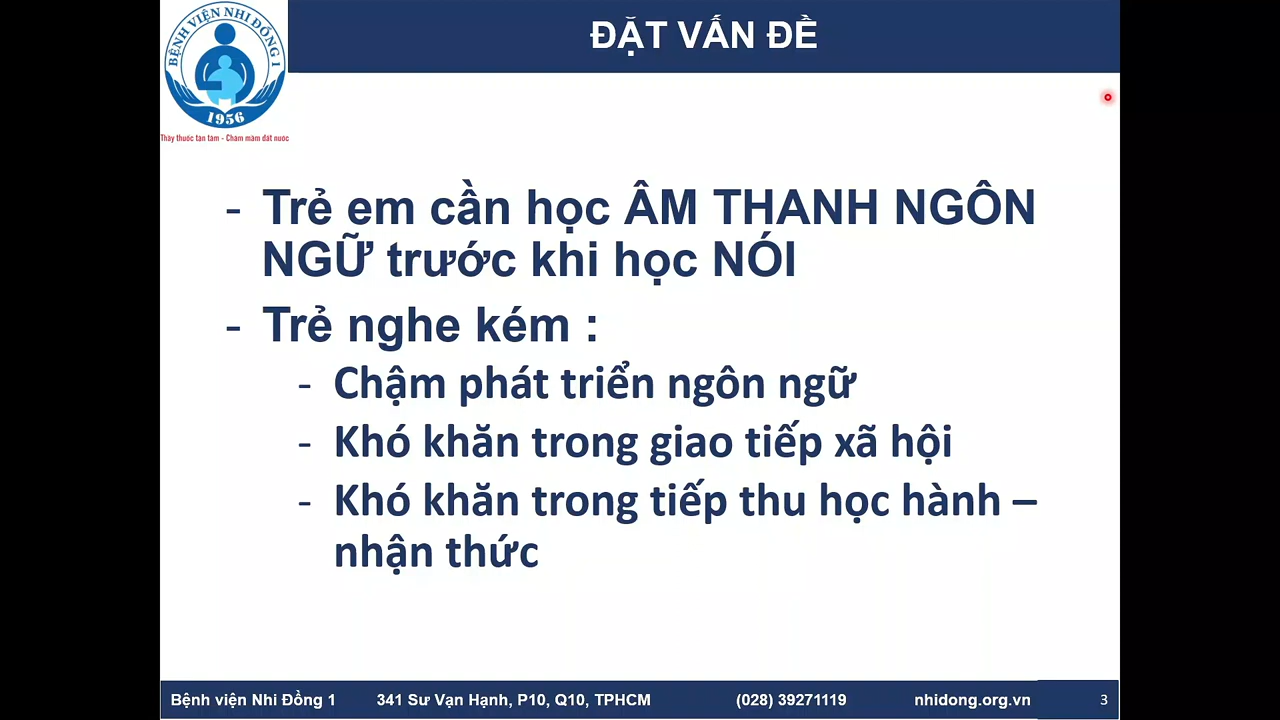 BỆNH VIỆN NHI ĐỒNG 1
1956
Thầy thuốc tận tâm - Chăm mầm đất nước
ĐẶT VẤN ĐỀ
- Trẻ em cần học ÂM THANH NGÔN
NGỮ trước khi học NÓI
- Trẻ nghe kém :
- Chậm phát triển ngôn ngữ
- Khó khăn trong giao tiếp xã hội
- Khó khăn trong tiếp thu học hành –
nhận thức
Bệnh viện Nhi Đồng 1 341 Sư Vạn Hạnh, P10, Q10, TPHCM (028) 39271119 nhidong.org.vn 3